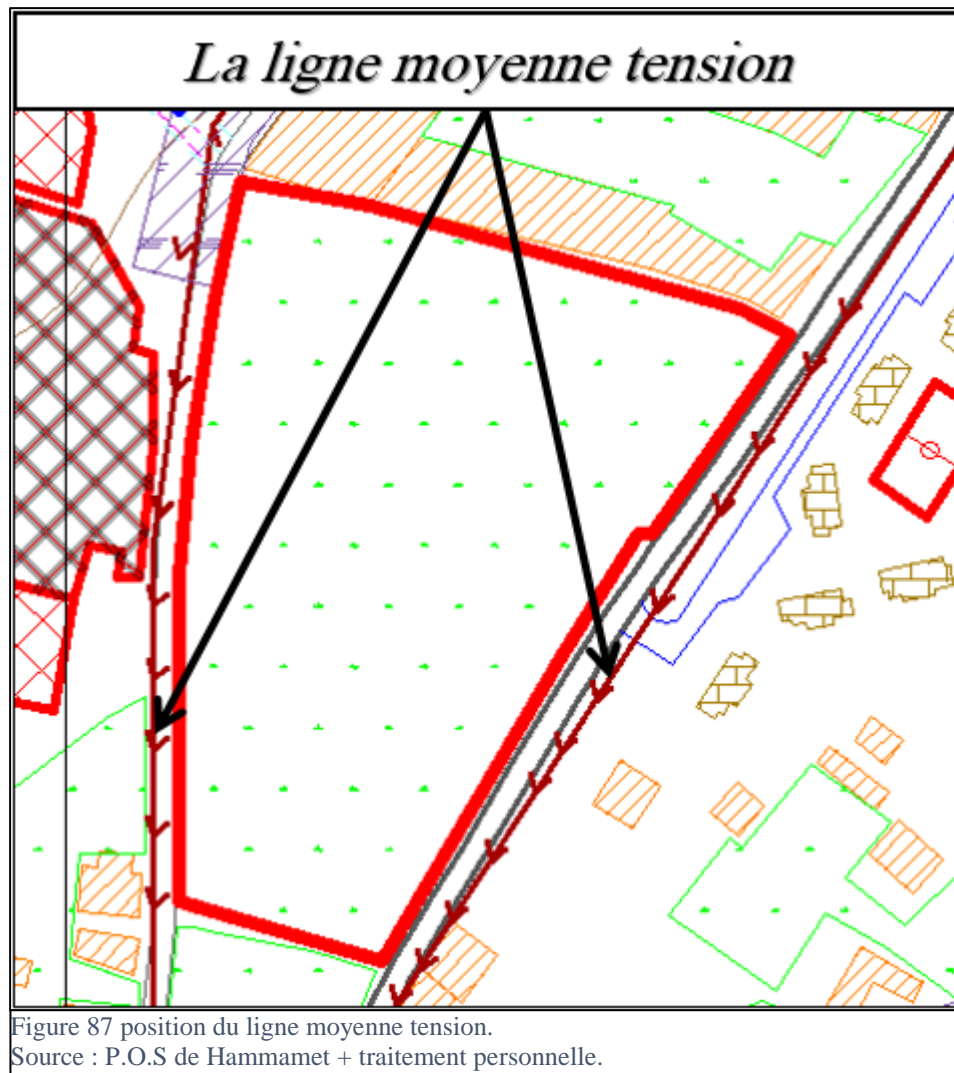 La ligne moyenne tension
Figure 87 position du ligne moyenne tension.
Source : P.O.S de Hammamet + traitement personnelle.